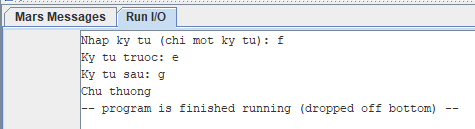 Mars Messages Run I/O
Nhap ky tu (chi mot ky tu): f
Ky tu truoc: e
Ky tu sau: g
Chu thuong
-- program is finished running (dropped off bottom) --